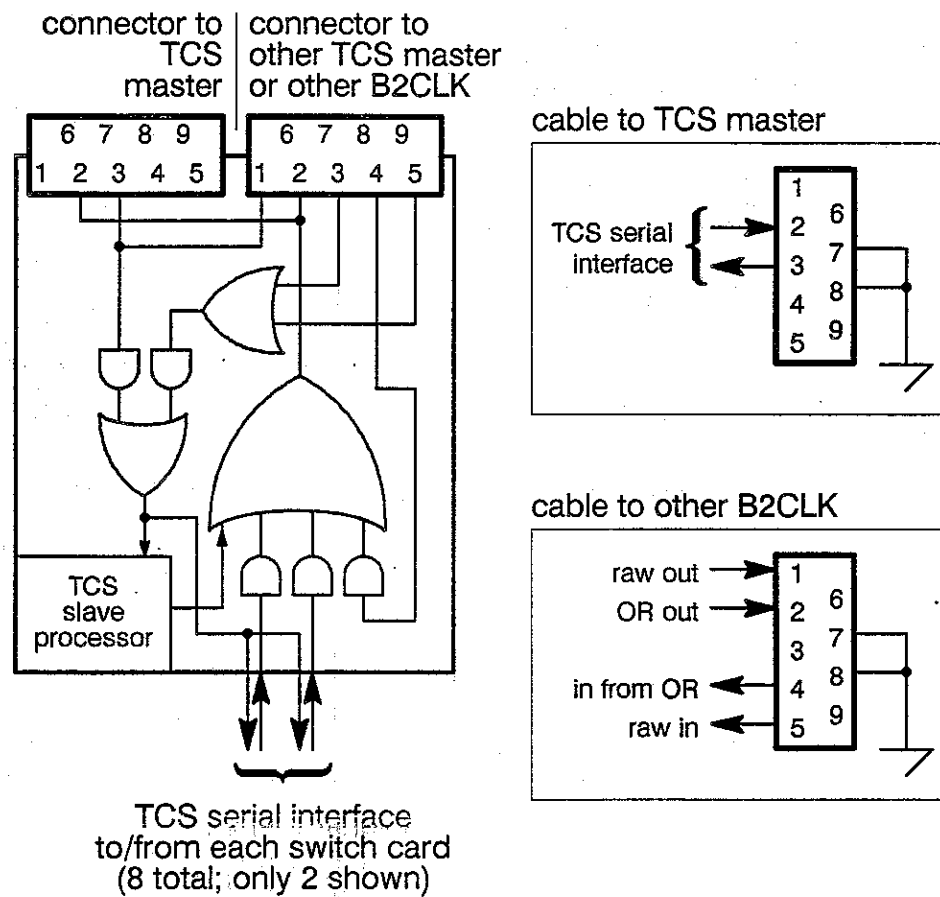 connector to
TCS
master
connector to
other TCS master
or other B2CLK
6 7 8 9
1 2 3 4 5
6 7 8 9
1 2 3 4 5
TCS
slave
processor
TCS serial interface
to/from each switch card
(8 total; only 2 shown)
cable to TCS master
TCS serial
interface
1
6
2
7
3
8
4
9
5
cable to other B2CLK
raw out
OR out
in from OR
raw in
1
6
2
7
3
8
4
9
5